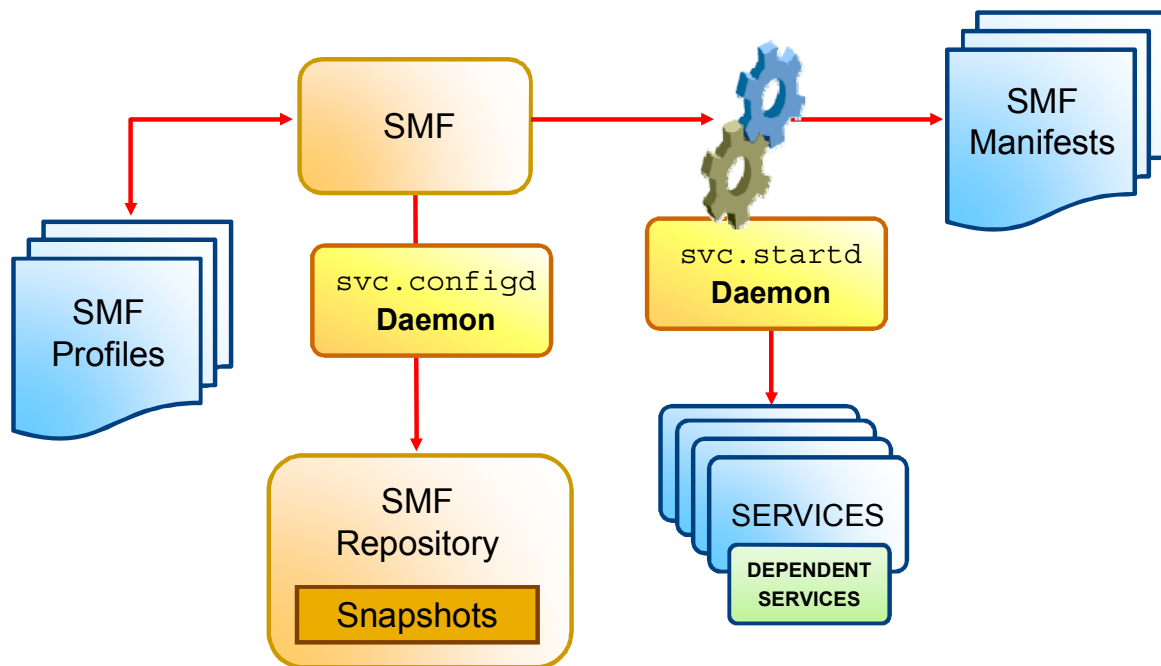 SMF
SMF
Manifests
svc.configd
Daemon
svc.startd
Daemon
SMF
Profiles
SMF
Repository
Snapshots
SERVICES
DEPENDENT
SERVICES